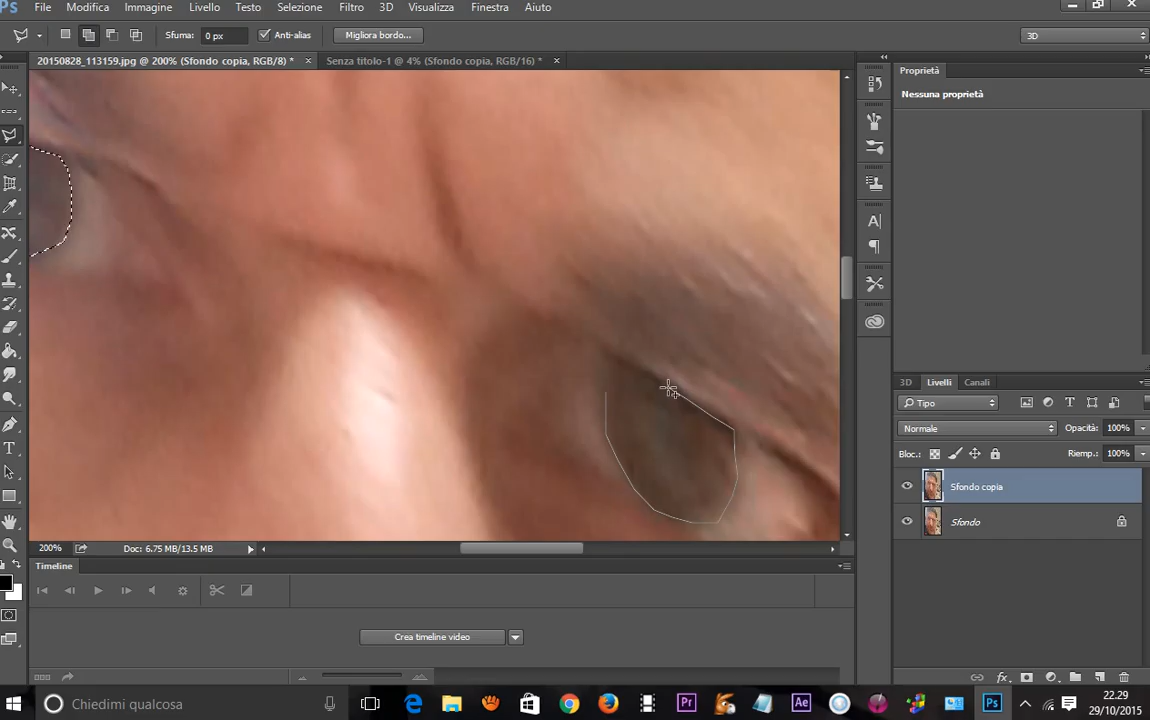 Ps File Modifica Immagine Livello Testo Selezione Filtro 3D Visualizza Finestra Aiuto
Sfuma: 0 px Anti-alias Migliora bordo... 3D
20150828_113159.jpg @ 200% (Sfondo copia, RGB/8) * × Senza titolo-1 @ 4% (Sfondo copia, RGB/16) * ×
Proprietà
Nessuna proprietà
3D Livelli Canali
Tipo
Normale Opacità: 100%
Bloc.: Riemp.: 100%
Sfondo copia
Sfondo
200% Doc: 6.75 MB/13.5 MB
Timeline
Crea timeline video
Chiedimi qualcosa
Pr Ae Ps
22.29
29/10/2015